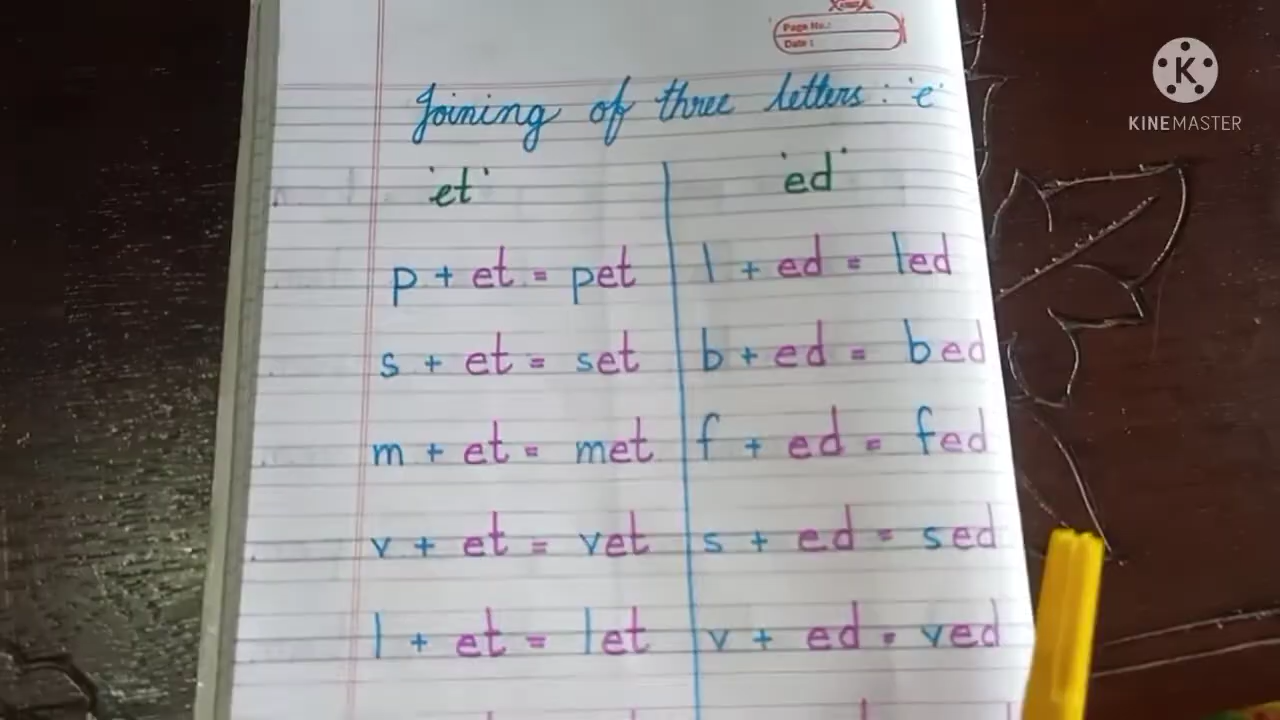 Page No.:
Date :
K
KINEMASTER
Joining of three letters : 'e'
'et' 'ed'
p + et = pet l + ed = led
s + et = set b + ed = bed
m + et = met f + ed = fed
v + et = vet s + ed = sed
l + et = let v + ed = ved